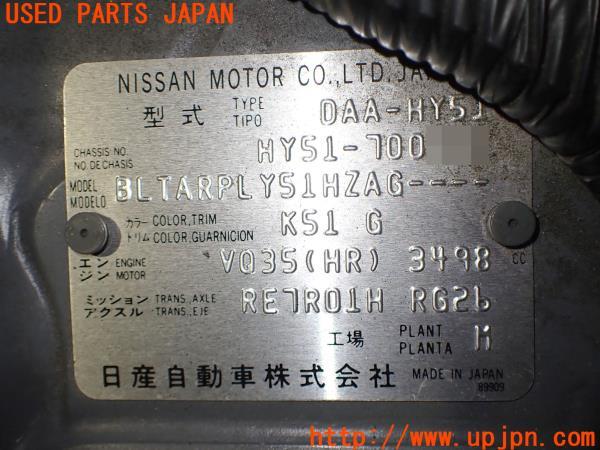 USED PARTS JAPAN
NISSAN MOTOR CO.,LTD.
型式 TYPE TIPO DAA-HY51
CHASSIS NO. NO. DE CHASIS HY51-700
MODEL MODELO BLTARPLY51HZAG----
カラー トリム COLOR,TRIM COLOR,GUARNICION K51 G
エンジン ENGINE MOTOR VQ35(HR) 3498 CC
ミッション アクスル TRANS.,AXLE TRANS.,EJE RE7R01H RG26
工場 PLANT PLANTA M
日産自動車株式会社 MADE IN JAPAN
89909
UPJ http://www.upjpn.com